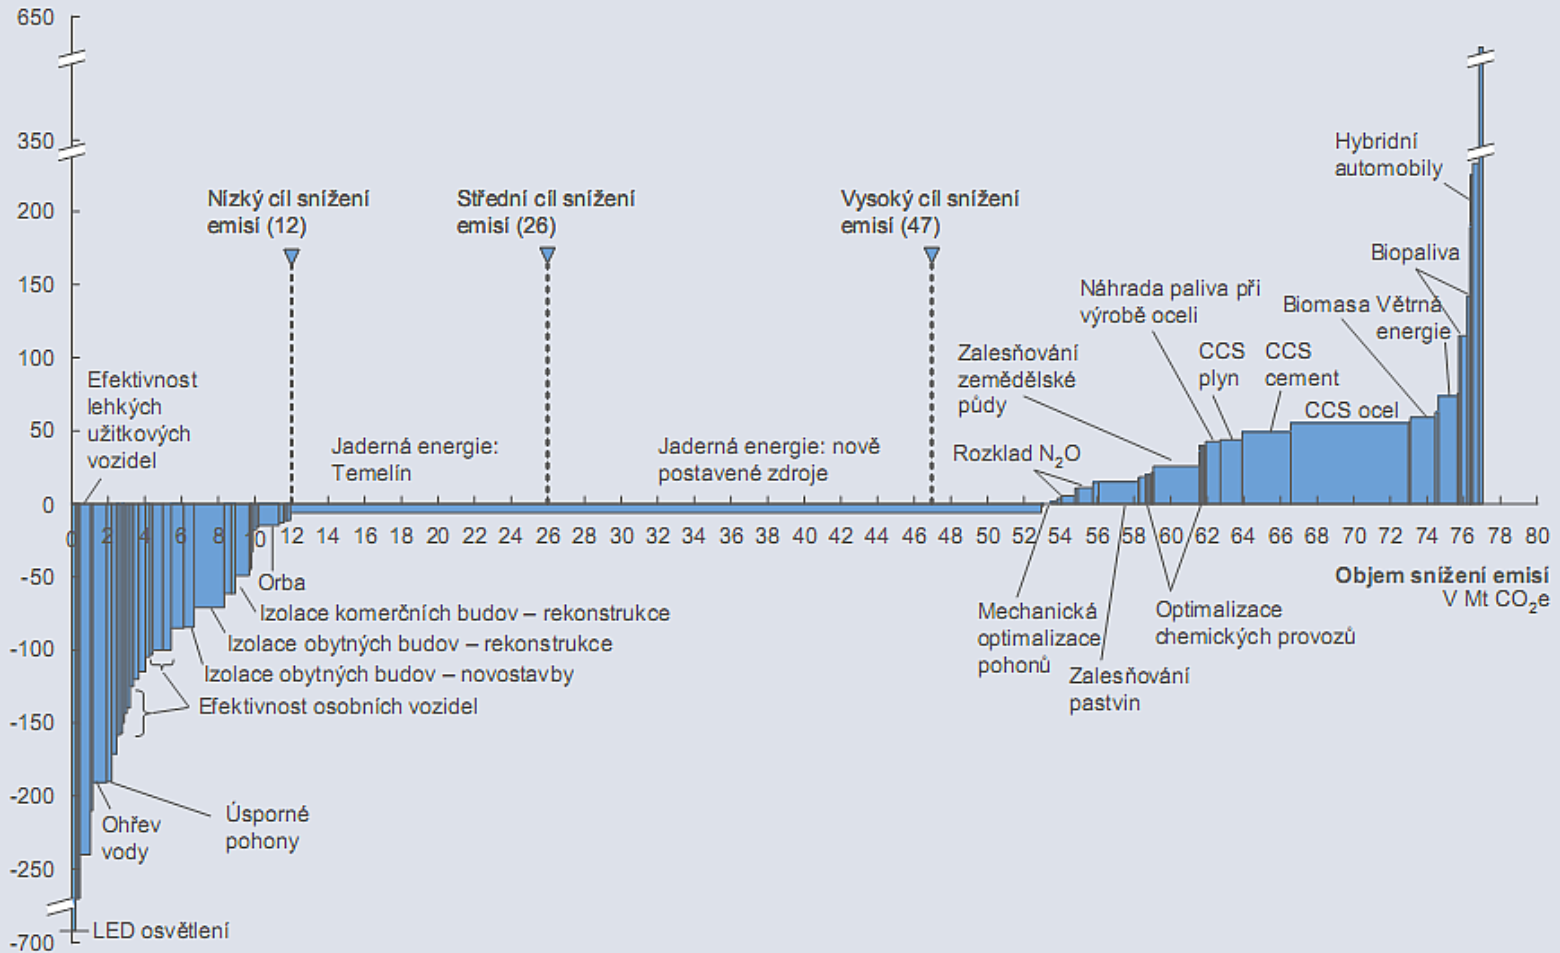 650
350
200
150
100
50
0
-50
-100
-150
-200
-250
-700
Nízký cíl snížení
emisí (12)
Střední cíl snížení
emisí (26)
Vysoký cíl snížení
emisí (47)
Hybridní
automobily
Biopaliva
Náhrada paliva při
výrobě oceli
Biomasa Větrná
energie
Zalesňování
zemědělské
půdy
CCS
plyn
CCS
cement
CCS ocel
Efektivnost
lehkých
užitkových
vozidel
Jaderná energie:
Temelín
Jaderná energie: nově
postavené zdroje
Rozklad N₂O
0 2 4 6 8 10 12 14 16 18 20 22 24 26 28 30 32 34 36 38 40 42 44 46 48 50 52 54 56 58 60 62 64 66 68 70 72 74 76 78 80
Objem snížení emisí
V Mt CO₂e
Orba
Izolace komerčních budov – rekonstrukce
Izolace obytných budov – rekonstrukce
Izolace obytných budov – novostavby
Efektivnost osobních vozidel
Mechanická
optimalizace
pohonů
Zalesňování
pastvin
Optimalizace
chemických provozů
Ohřev
vody
Úsporné
pohony
LED osvětlení